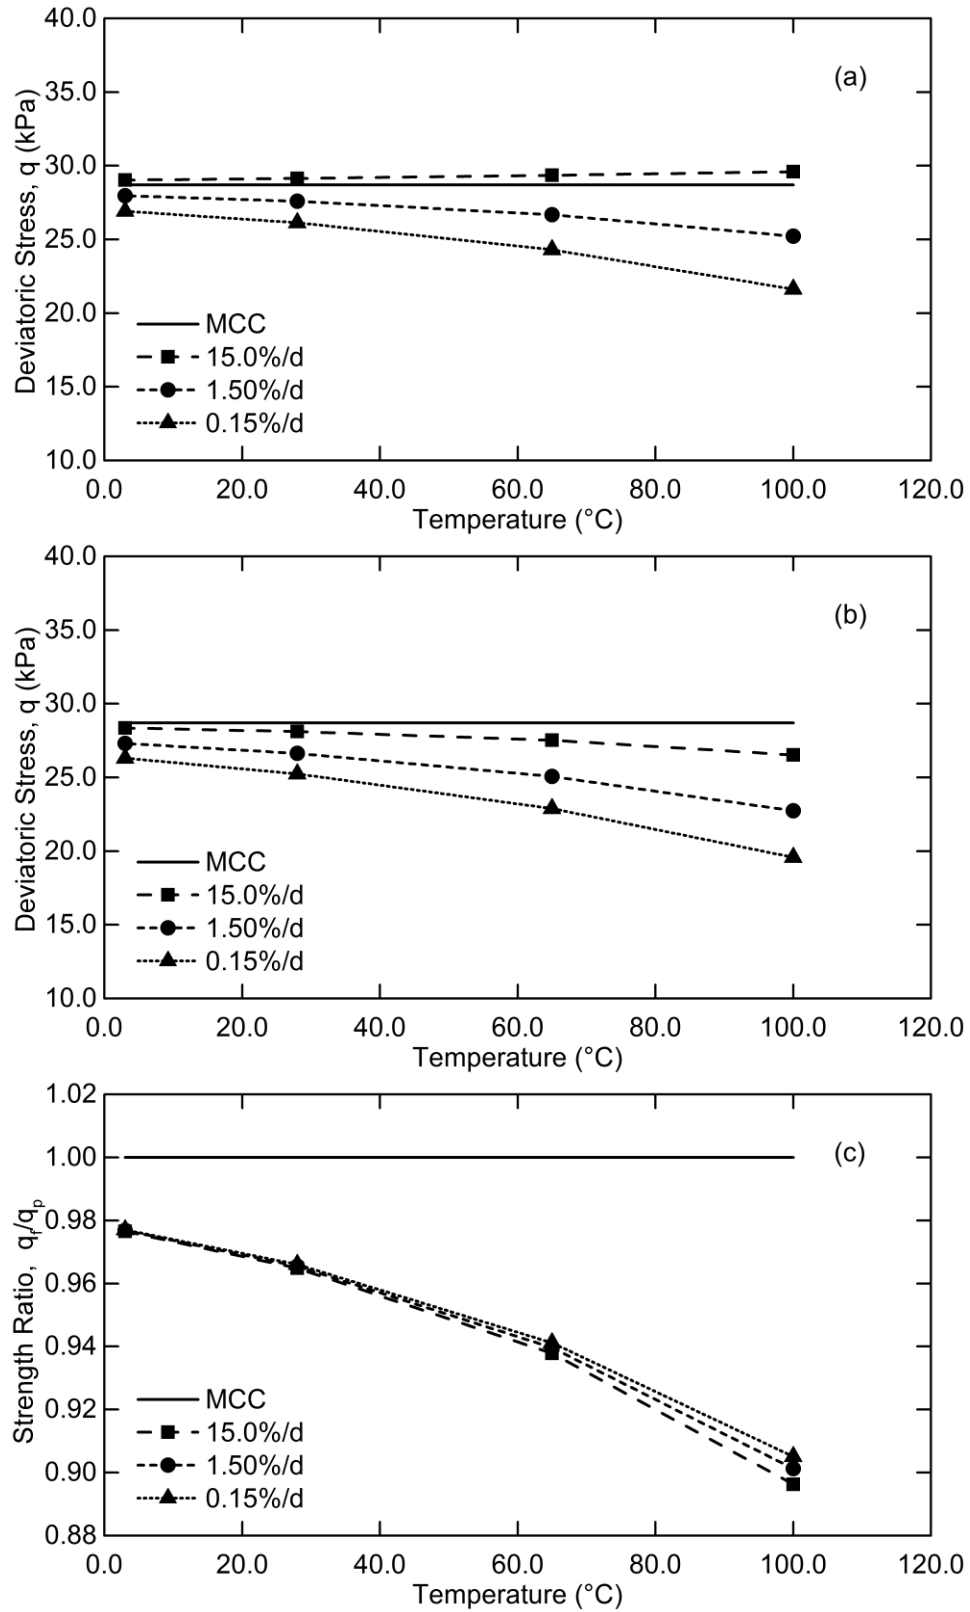 40.0
35.0
30.0
25.0
20.0
15.0
10.0
Deviatoric Stress, q (kPa)
(a)
MCC
15.0%/d
1.50%/d
0.15%/d
0.0 20.0 40.0 60.0 80.0 100.0 120.0
Temperature (°C)
40.0
35.0
30.0
25.0
20.0
15.0
10.0
Deviatoric Stress, q (kPa)
(b)
MCC
15.0%/d
1.50%/d
0.15%/d
0.0 20.0 40.0 60.0 80.0 100.0 120.0
Temperature (°C)
1.02
1.00
0.98
0.96
0.94
0.92
0.90
0.88
Strength Ratio, qf/qp
(c)
MCC
15.0%/d
1.50%/d
0.15%/d
0.0 20.0 40.0 60.0 80.0 100.0 120.0
Temperature (°C)